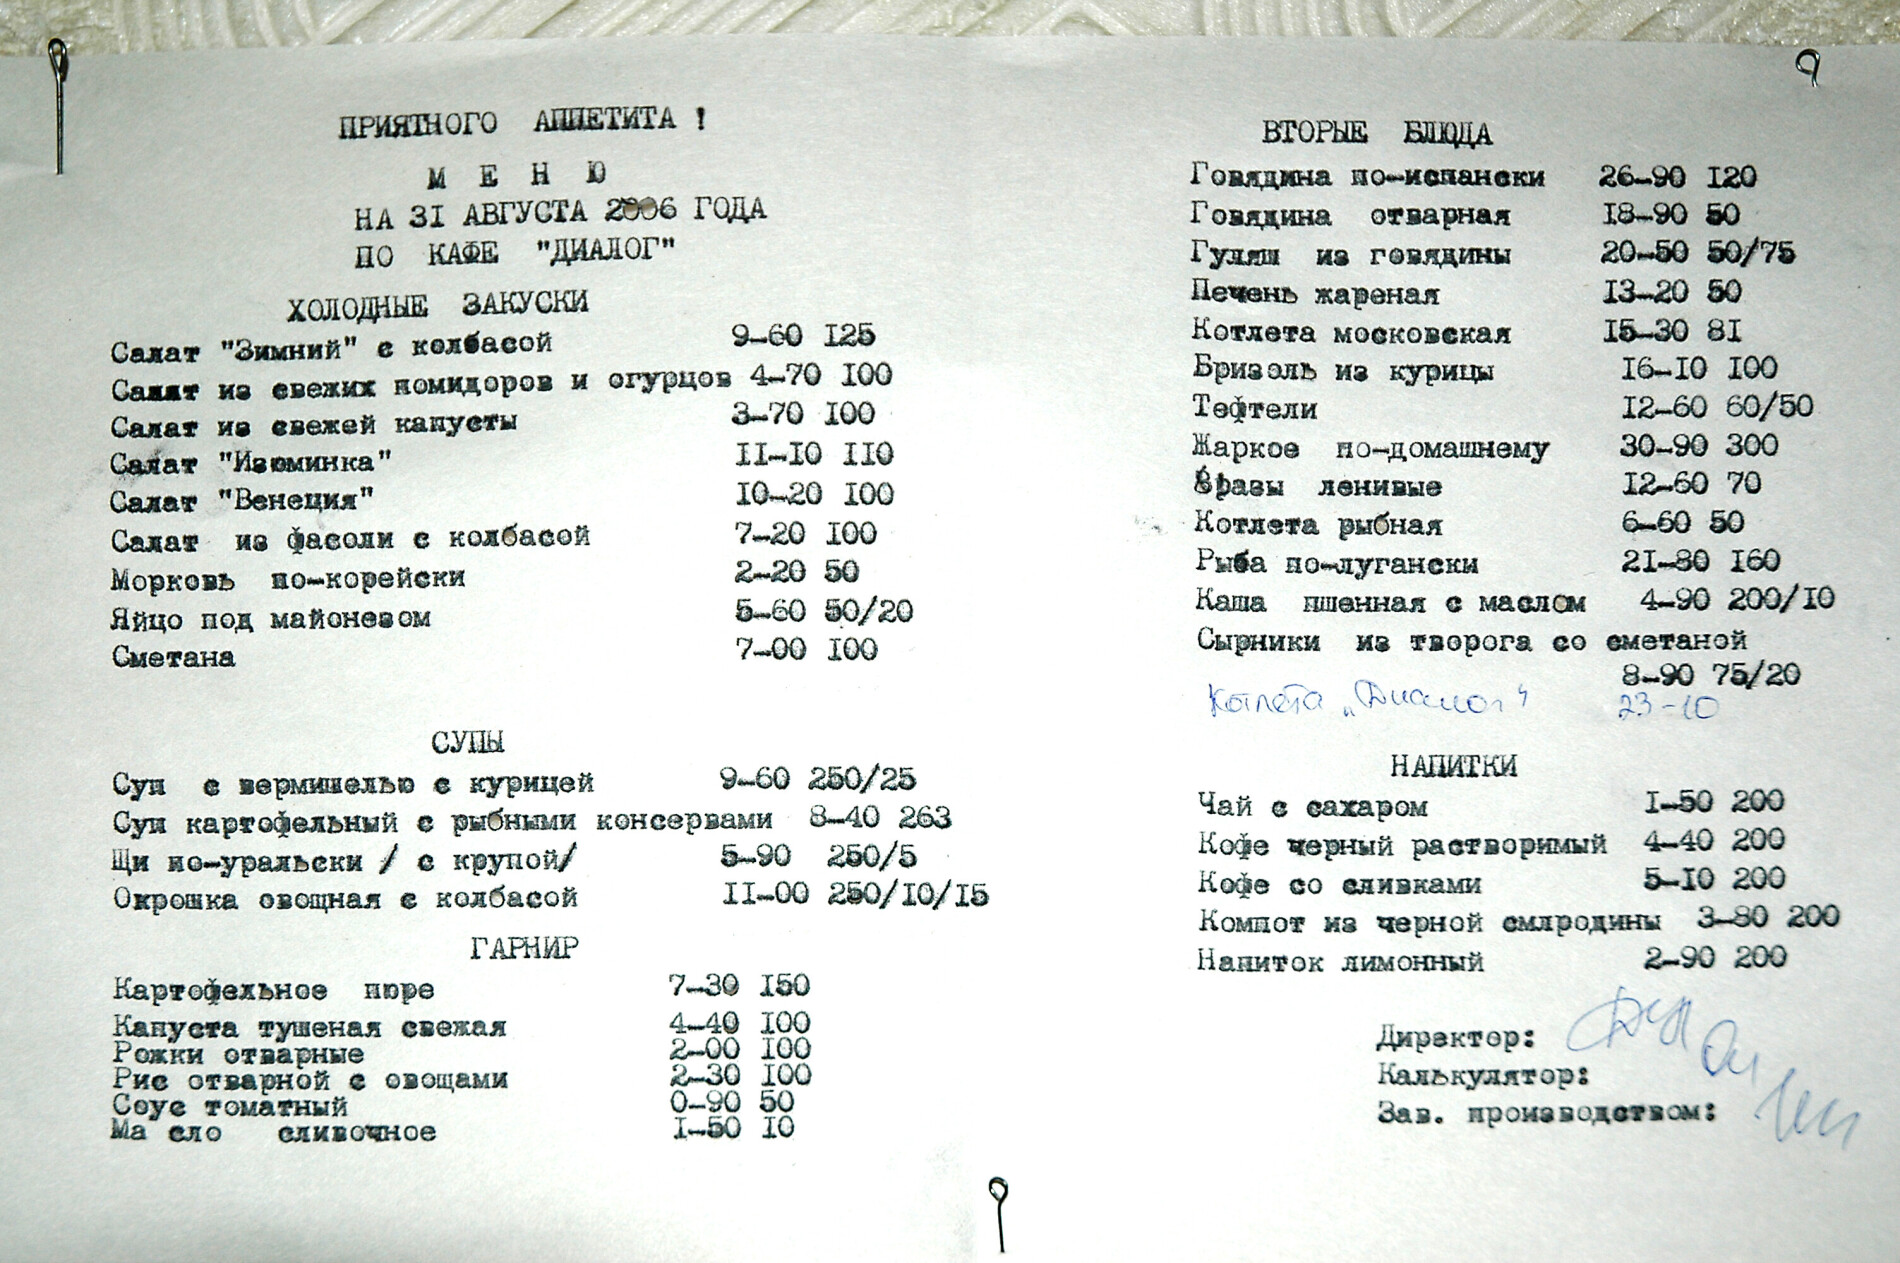 ПРИЯТНОГО АППЕТИТА !
М Е Н Ю
НА 31 АВГУСТА 2006 ГОДА
ПО КАФЕ "ДИАЛОГ"
ХОЛОДНЫЕ ЗАКУСКИ
Салат "Зимний" с колбасой 9-60 125
Салат из свежих помидоров и огурцов 4-70 100
Салат из свежей капусты 3-70 100
Салат "Изюминка" 11-10 110
Салат "Венеция" 10-20 100
Салат из фасоли с колбасой 7-20 100
Морковь по-корейски 2-20 50
Яйцо под майонезом 5-60 50/20
Сметана 7-00 100
СУПЫ
Суп с вермишелью с курицей 9-60 250/25
Суп картофельный с рыбными консервами 8-40 263
Щи по-уральски / с крупой/ 5-90 250/5
Окрошка овощная с колбасой 11-00 250/10/15
ГАРНИР
Картофельное пюре 7-30 150
Капуста тушеная свежая 4-40 100
Рожки отварные 2-00 100
Рис отварной с овощами 2-30 100
Соус томатный 0-90 50
Ма сло сливочное 1-50 10
ВТОРЫЕ БЛЮДА
Говядина по-испански 26-90 120
Говядина отварная 18-90 50
Гуляш из говядины 20-50 50/75
Печень жареная 13-20 50
Котлета московская 15-30 81
Бризоль из курицы 16-10 100
Тефтели 12-60 60/50
Жаркое по-домашнему 30-90 300
Зразы ленивые 12-60 70
Котлета рыбная 6-60 50
Рыба по-лугански 21-80 160
Каша пшенная с маслом 4-90 200/10
Сырники из творога со сметаной
8-90 75/20
Котлета „Диалог" 23-10
НАПИТКИ
Чай с сахаром 1-50 200
Кофе черный растворимый 4-40 200
Кофе со сливками 5-10 200
Компот из черной смлродины 3-80 200
Напиток лимонный 2-90 200
Директор:
Калькулятор:
Зав. производством: